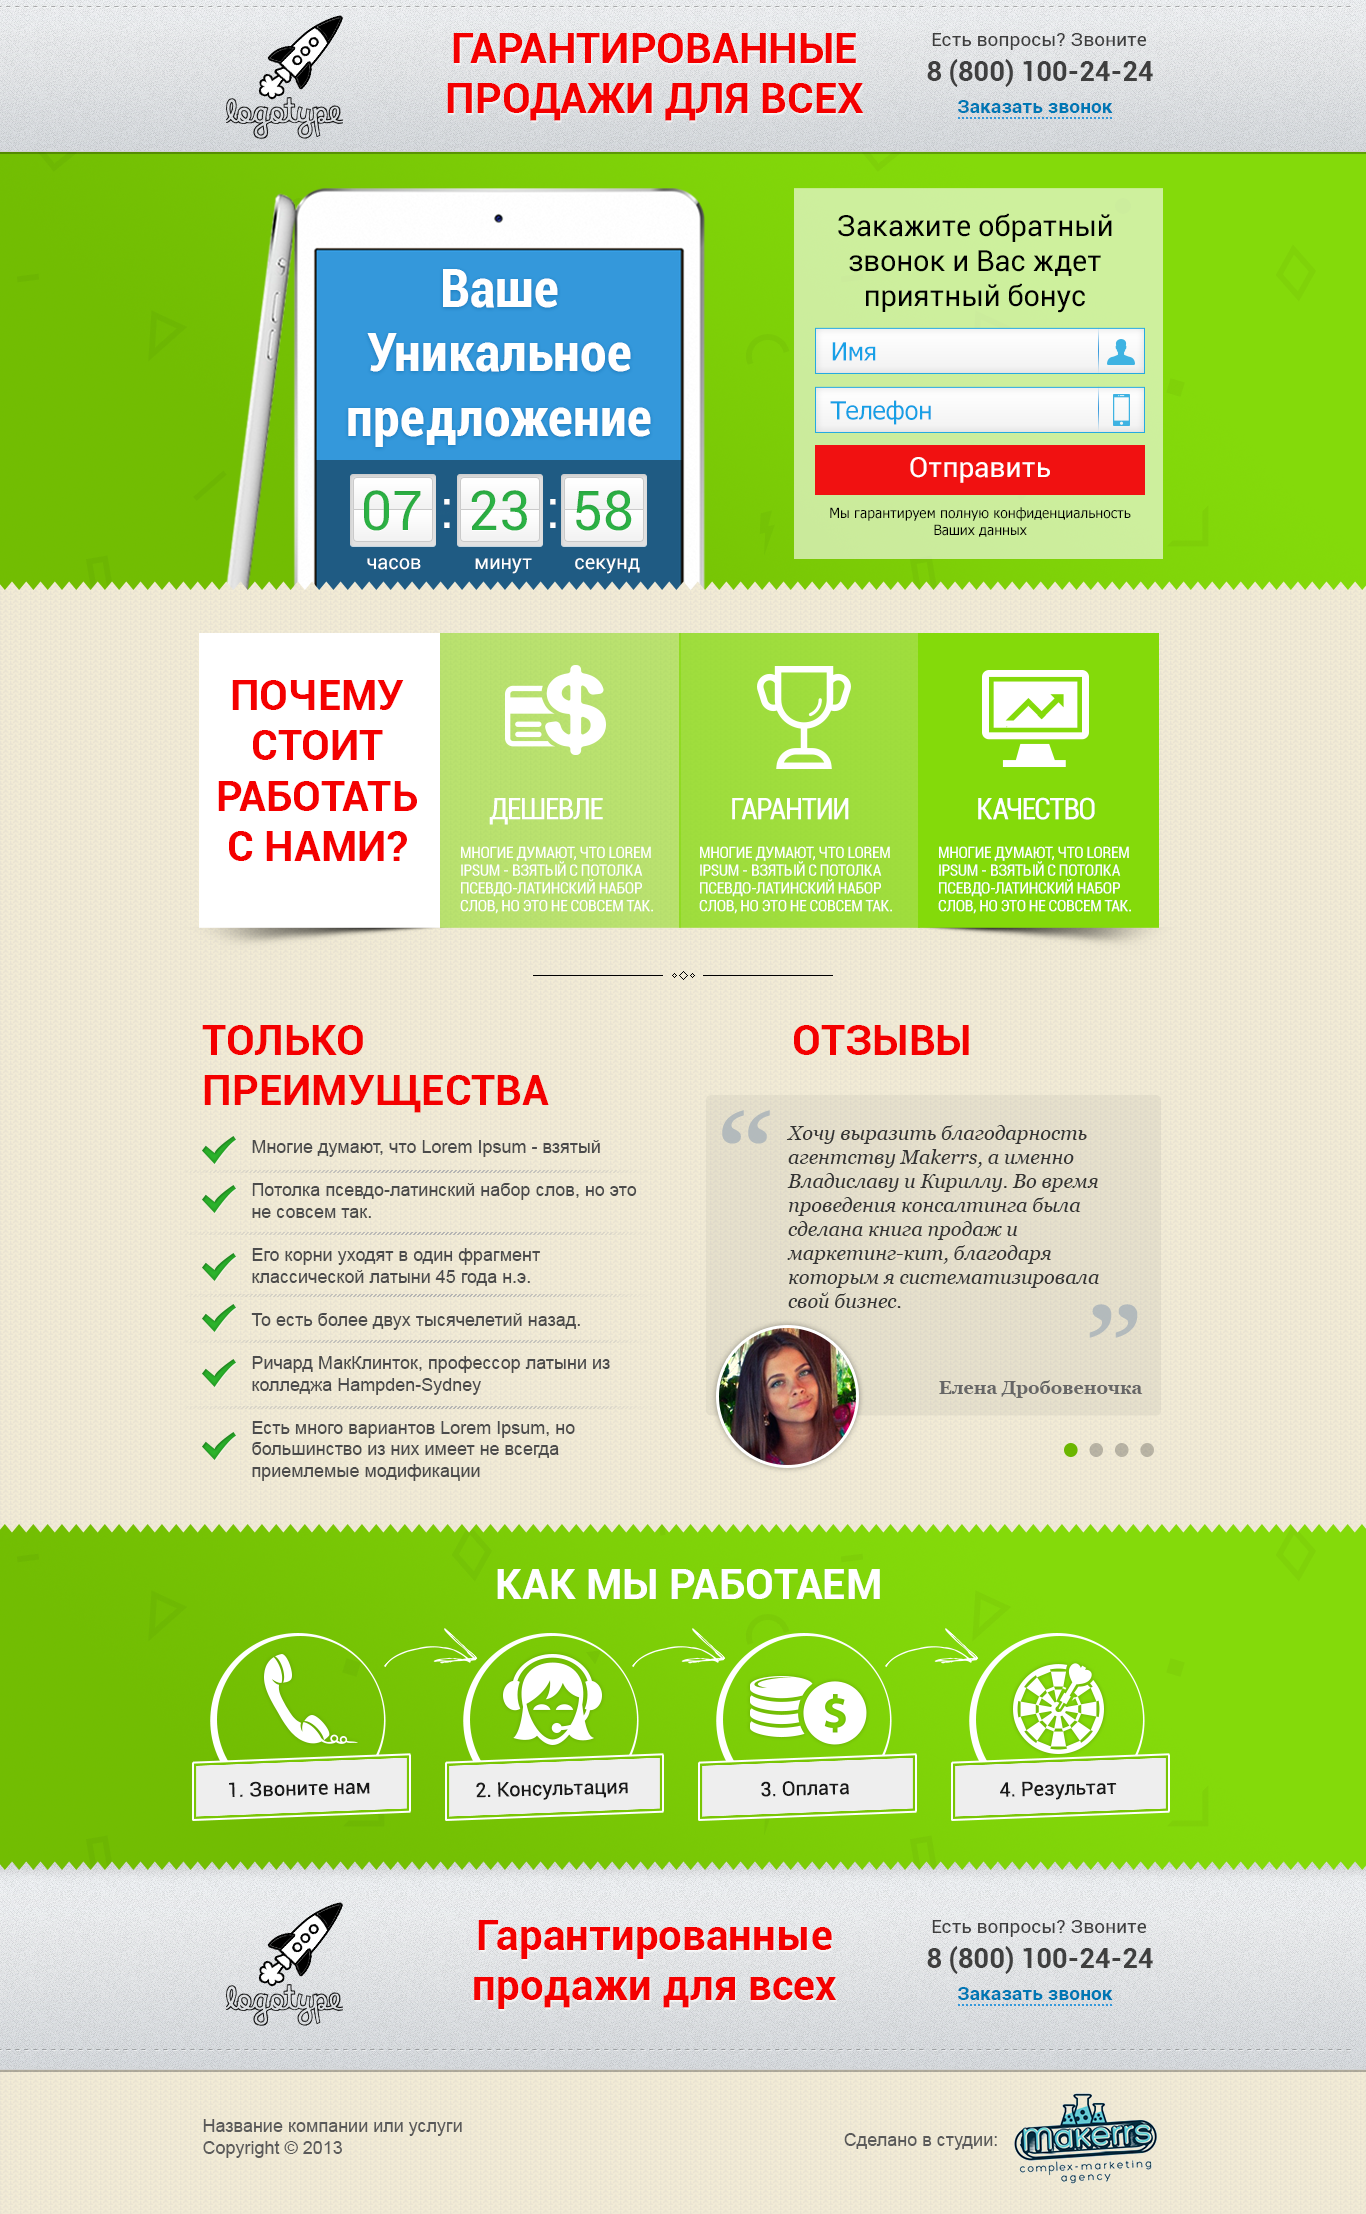 logotype
ГАРАНТИРОВАННЫЕ
ПРОДАЖИ ДЛЯ ВСЕХ
Есть вопросы? Звоните
8 (800) 100-24-24
Заказать звонок
Ваше
Уникальное
предложение
07 : 23 : 58
часов минут секунд
Закажите обратный
звонок и Вас ждет
приятный бонус
Имя
Телефон
Отправить
Мы гарантируем полную конфиденциальность
Ваших данных
ПОЧЕМУ
СТОИТ
РАБОТАТЬ
С НАМИ?
ДЕШЕВЛЕ
МНОГИЕ ДУМАЮТ, ЧТО LOREM
IPSUM - ВЗЯТЫЙ С ПОТОЛКА
ПСЕВДО-ЛАТИНСКИЙ НАБОР
СЛОВ, НО ЭТО НЕ СОВСЕМ ТАК.
ГАРАНТИИ
МНОГИЕ ДУМАЮТ, ЧТО LOREM
IPSUM - ВЗЯТЫЙ С ПОТОЛКА
ПСЕВДО-ЛАТИНСКИЙ НАБОР
СЛОВ, НО ЭТО НЕ СОВСЕМ ТАК.
КАЧЕСТВО
МНОГИЕ ДУМАЮТ, ЧТО LOREM
IPSUM - ВЗЯТЫЙ С ПОТОЛКА
ПСЕВДО-ЛАТИНСКИЙ НАБОР
СЛОВ, НО ЭТО НЕ СОВСЕМ ТАК.
ТОЛЬКО
ПРЕИМУЩЕСТВА
Многие думают, что Lorem Ipsum - взятый
Потолка псевдо-латинский набор слов, но это
не совсем так.
Его корни уходят в один фрагмент
классической латыни 45 года н.э.
То есть более двух тысячелетий назад.
Ричард МакКлинток, профессор латыни из
колледжа Hampden-Sydney
Есть много вариантов Lorem Ipsum, но
большинство из них имеет не всегда
приемлемые модификации
ОТЗЫВЫ
“ Хочу выразить благодарность
агентству Makerrs, а именно
Владиславу и Кириллу. Во время
проведения консалтинга была
сделана книга продаж и
маркетинг-кит, благодаря
которым я систематизировала
свой бизнес. ”
Елена Дробовеночка
КАК МЫ РАБОТАЕМ
1. Звоните нам
2. Консультация
3. Оплата
4. Результат
logotype
Гарантированные
продажи для всех
Есть вопросы? Звоните
8 (800) 100-24-24
Заказать звонок
Название компании или услуги
Copyright © 2013
Сделано в студии:
makerrs
complex-marketing
agency